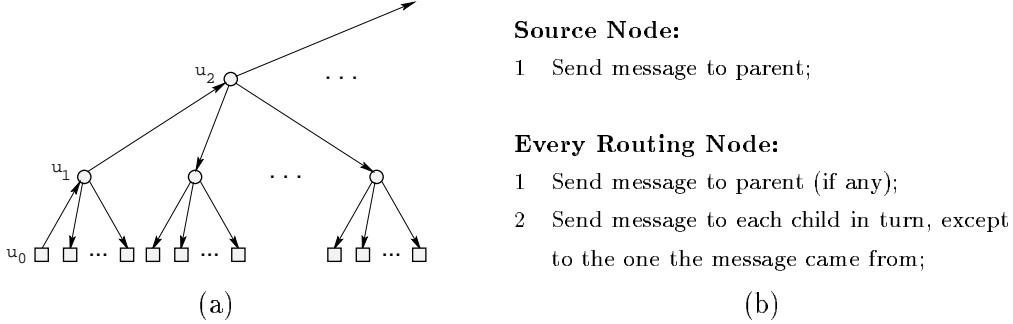 u2
. . .
u1
. . .
u0
...
...
...
(a)
Source Node:
1 Send message to parent;
Every Routing Node:
1 Send message to parent (if any);
2 Send message to each child in turn, except
to the one the message came from;
(b)